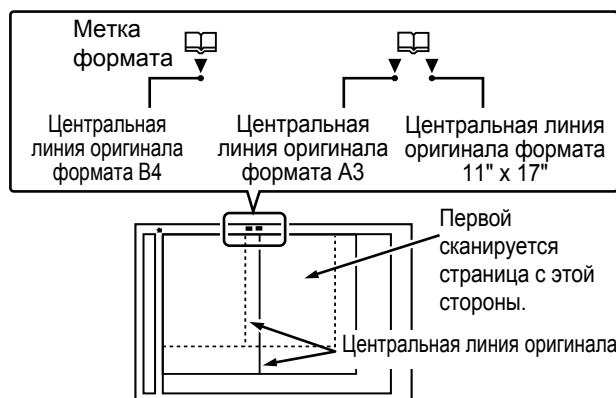 Метка
формата
Центральная
линия оригинала
формата B4
Центральная
линия оригинала
формата A3
Центральная линия
оригинала формата
11" x 17"
Первой
сканируется
страница с этой
стороны.
Центральная линия оригинала